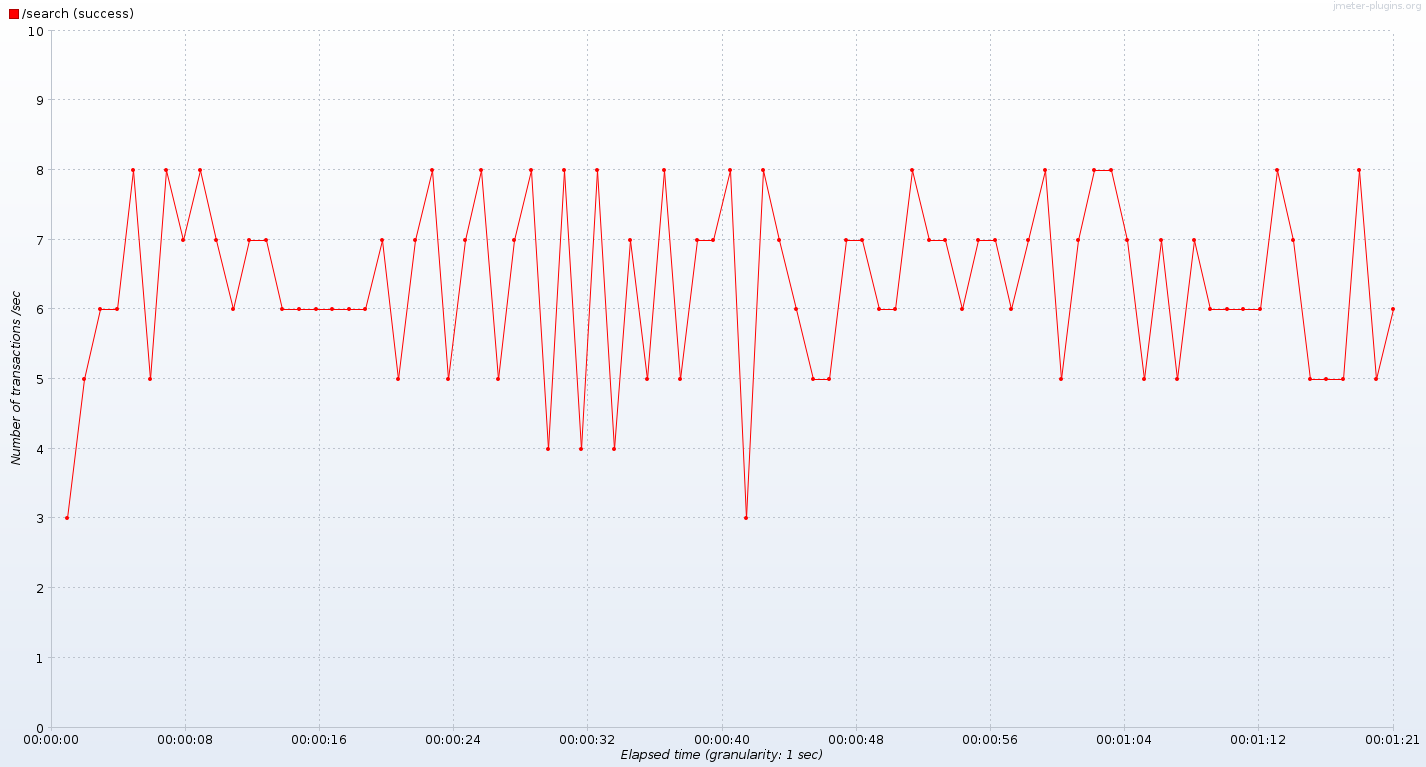 /search (success)
jmeter-plugins.org
10
9
8
7
6
5
4
3
2
1
0
Number of transactions /sec
00:00:00 00:00:08 00:00:16 00:00:24 00:00:32 00:00:40 00:00:48 00:00:56 00:01:04 00:01:12 00:01:21
Elapsed time (granularity: 1 sec)